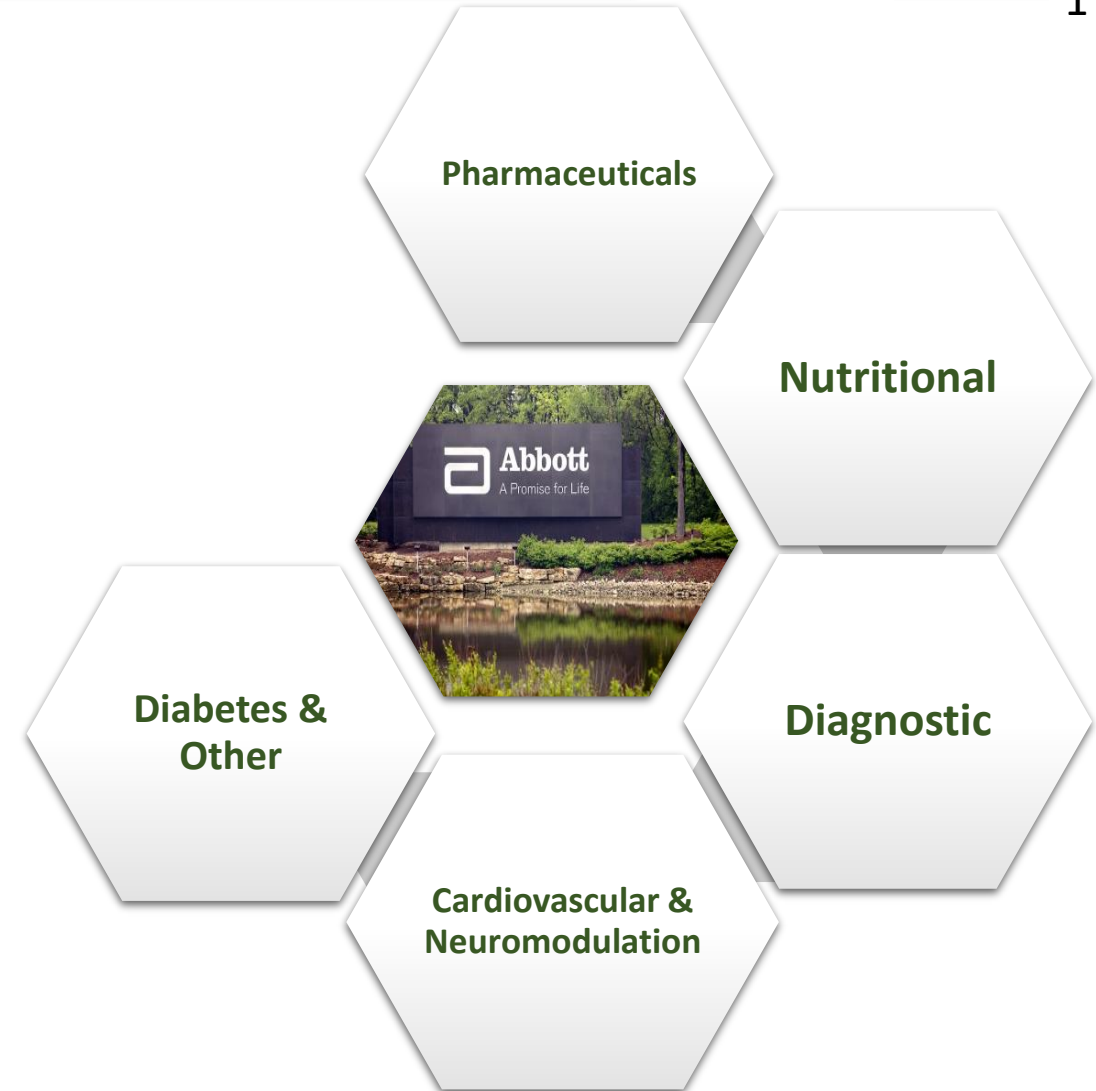 1
Pharmaceuticals
Nutritional
Abbott
A Promise for Life
Diabetes &
Other
Diagnostic
Cardiovascular &
Neuromodulation